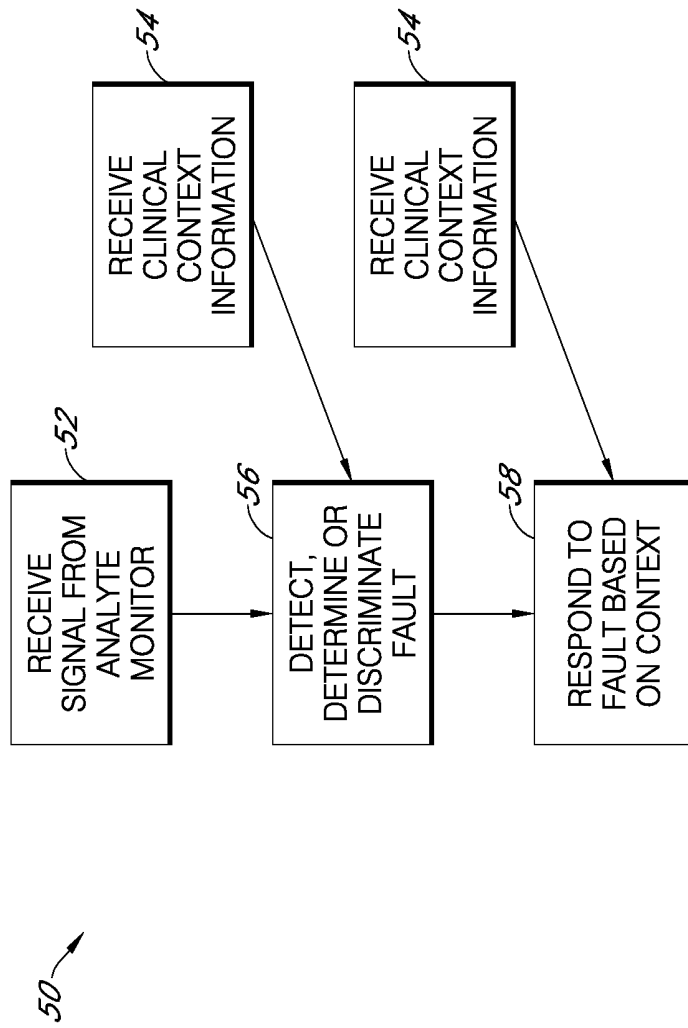 50
52
RECEIVE
SIGNAL FROM
ANALYTE
MONITOR
54
RECEIVE
CLINICAL
CONTEXT
INFORMATION
56
DETECT,
DETERMINE OR
DISCRIMINATE
FAULT
54
RECEIVE
CLINICAL
CONTEXT
INFORMATION
58
RESPOND TO
FAULT BASED
ON CONTEXT